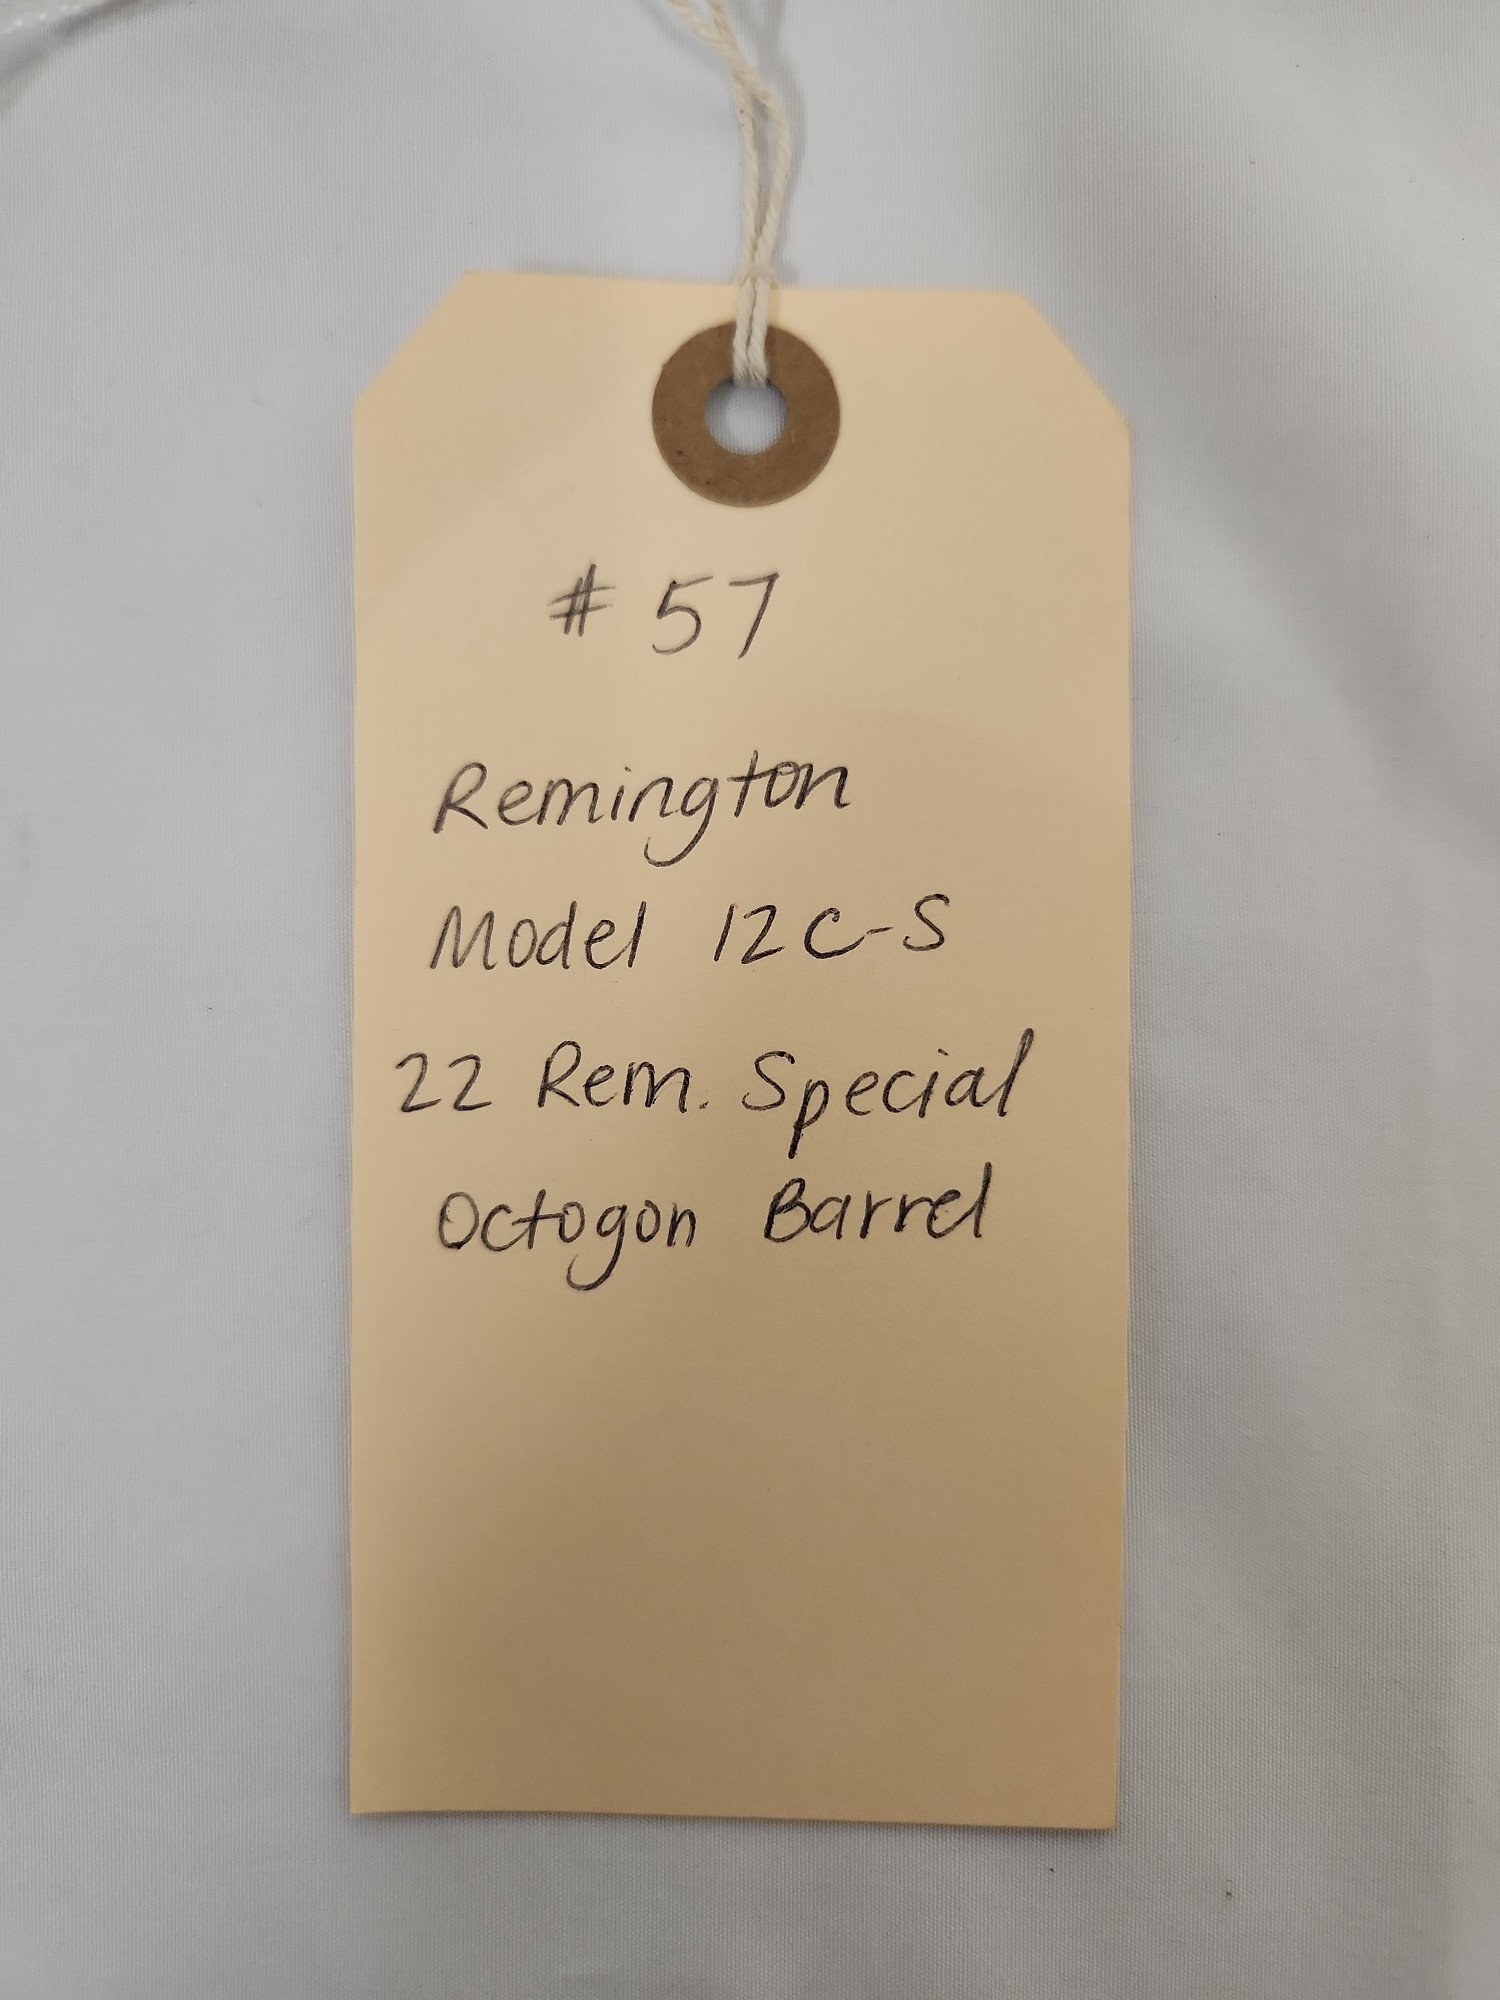 # 57
Remington
Model 12C-S
22 Rem. Special
Octogon Barrel